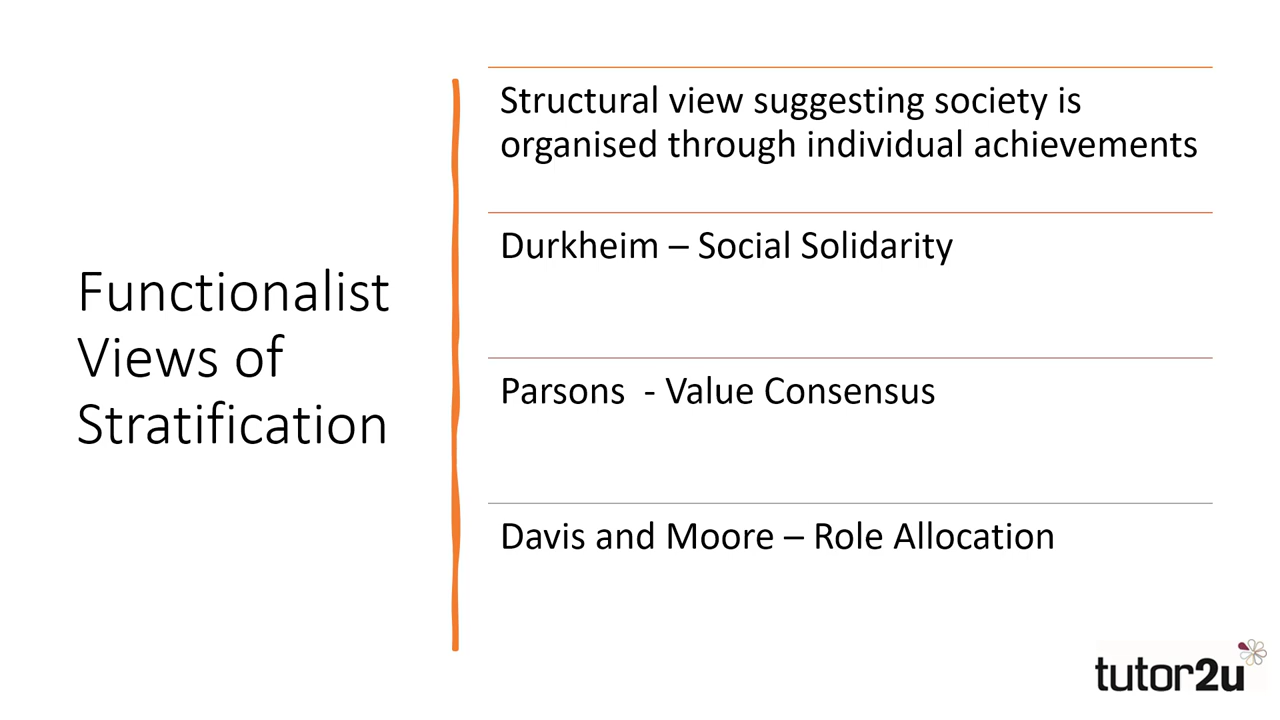 Functionalist
Views of
Stratification
Structural view suggesting society is
organised through individual achievements
Durkheim – Social Solidarity
Parsons  - Value Consensus
Davis and Moore – Role Allocation
tutor2u